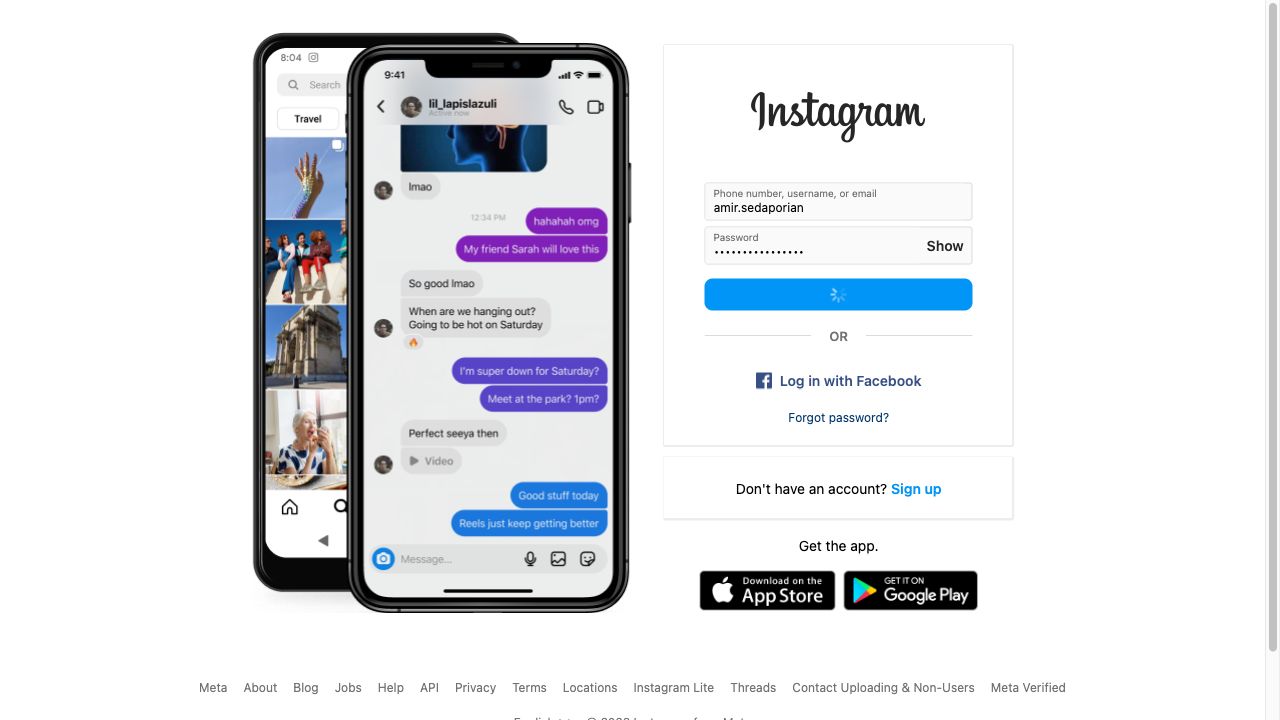 8:04
Search
Travel
9:41
lil_lapislazuli
Active now
lmao
12:34 PM
hahahah omg
My friend Sarah will love this
So good lmao
When are we hanging out?
Going to be hot on Saturday
I'm super down for Saturday?
Meet at the park? 1pm?
Perfect seeya then
Video
Good stuff today
Reels just keep getting better
Message...
Instagram
Phone number, username, or email
amir.sedaporian
Password
••••••••••••••••
Show
OR
Log in with Facebook
Forgot password?
Don't have an account? Sign up
Get the app.
Download on the
App Store
GET IT ON
Google Play
Meta About Blog Jobs Help API Privacy Terms Locations Instagram Lite Threads Contact Uploading & Non-Users Meta Verified